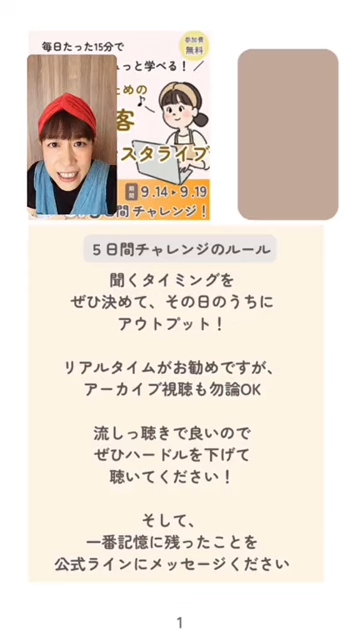 毎日たった15分で
っと学べる！／
参加費
無料
ための
客
スタライブ
期間
9.14▶9.19
日間チャレンジ！
５日間チャレンジのルール
聞くタイミングを
ぜひ決めて、その日のうちに
アウトプット！
リアルタイムがお勧めですが、
アーカイブ視聴も勿論OK
流しっ聴きで良いので
ぜひハードルを下げて
聴いてください！
そして、
一番記憶に残ったことを
公式ラインにメッセージください
1